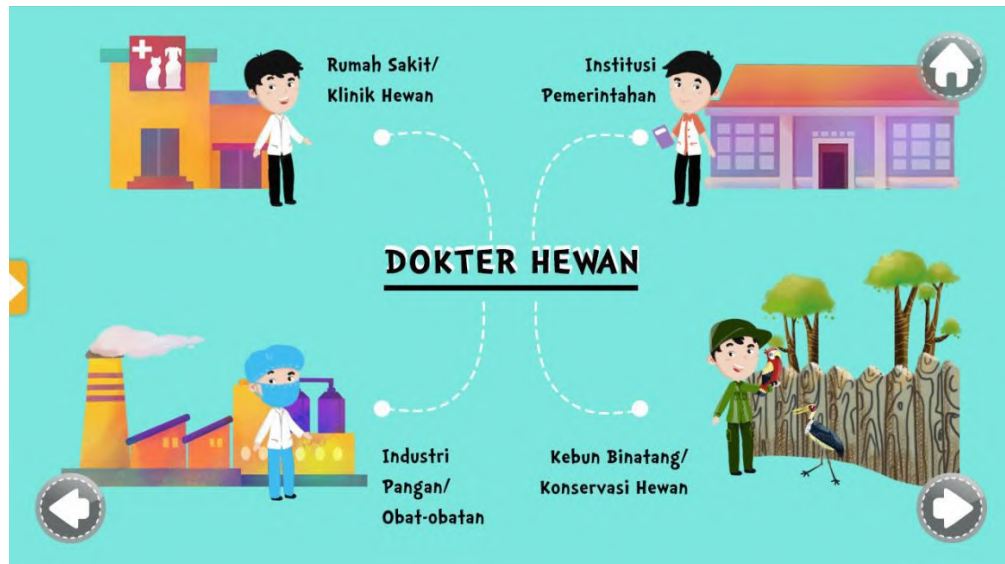 Rumah Sakit/
Klinik Hewan
Institusi
Pemerintahan
DOKTER HEWAN
Industri
Pangan/
Obat-obatan
Kebun Binatang/
Konservasi Hewan